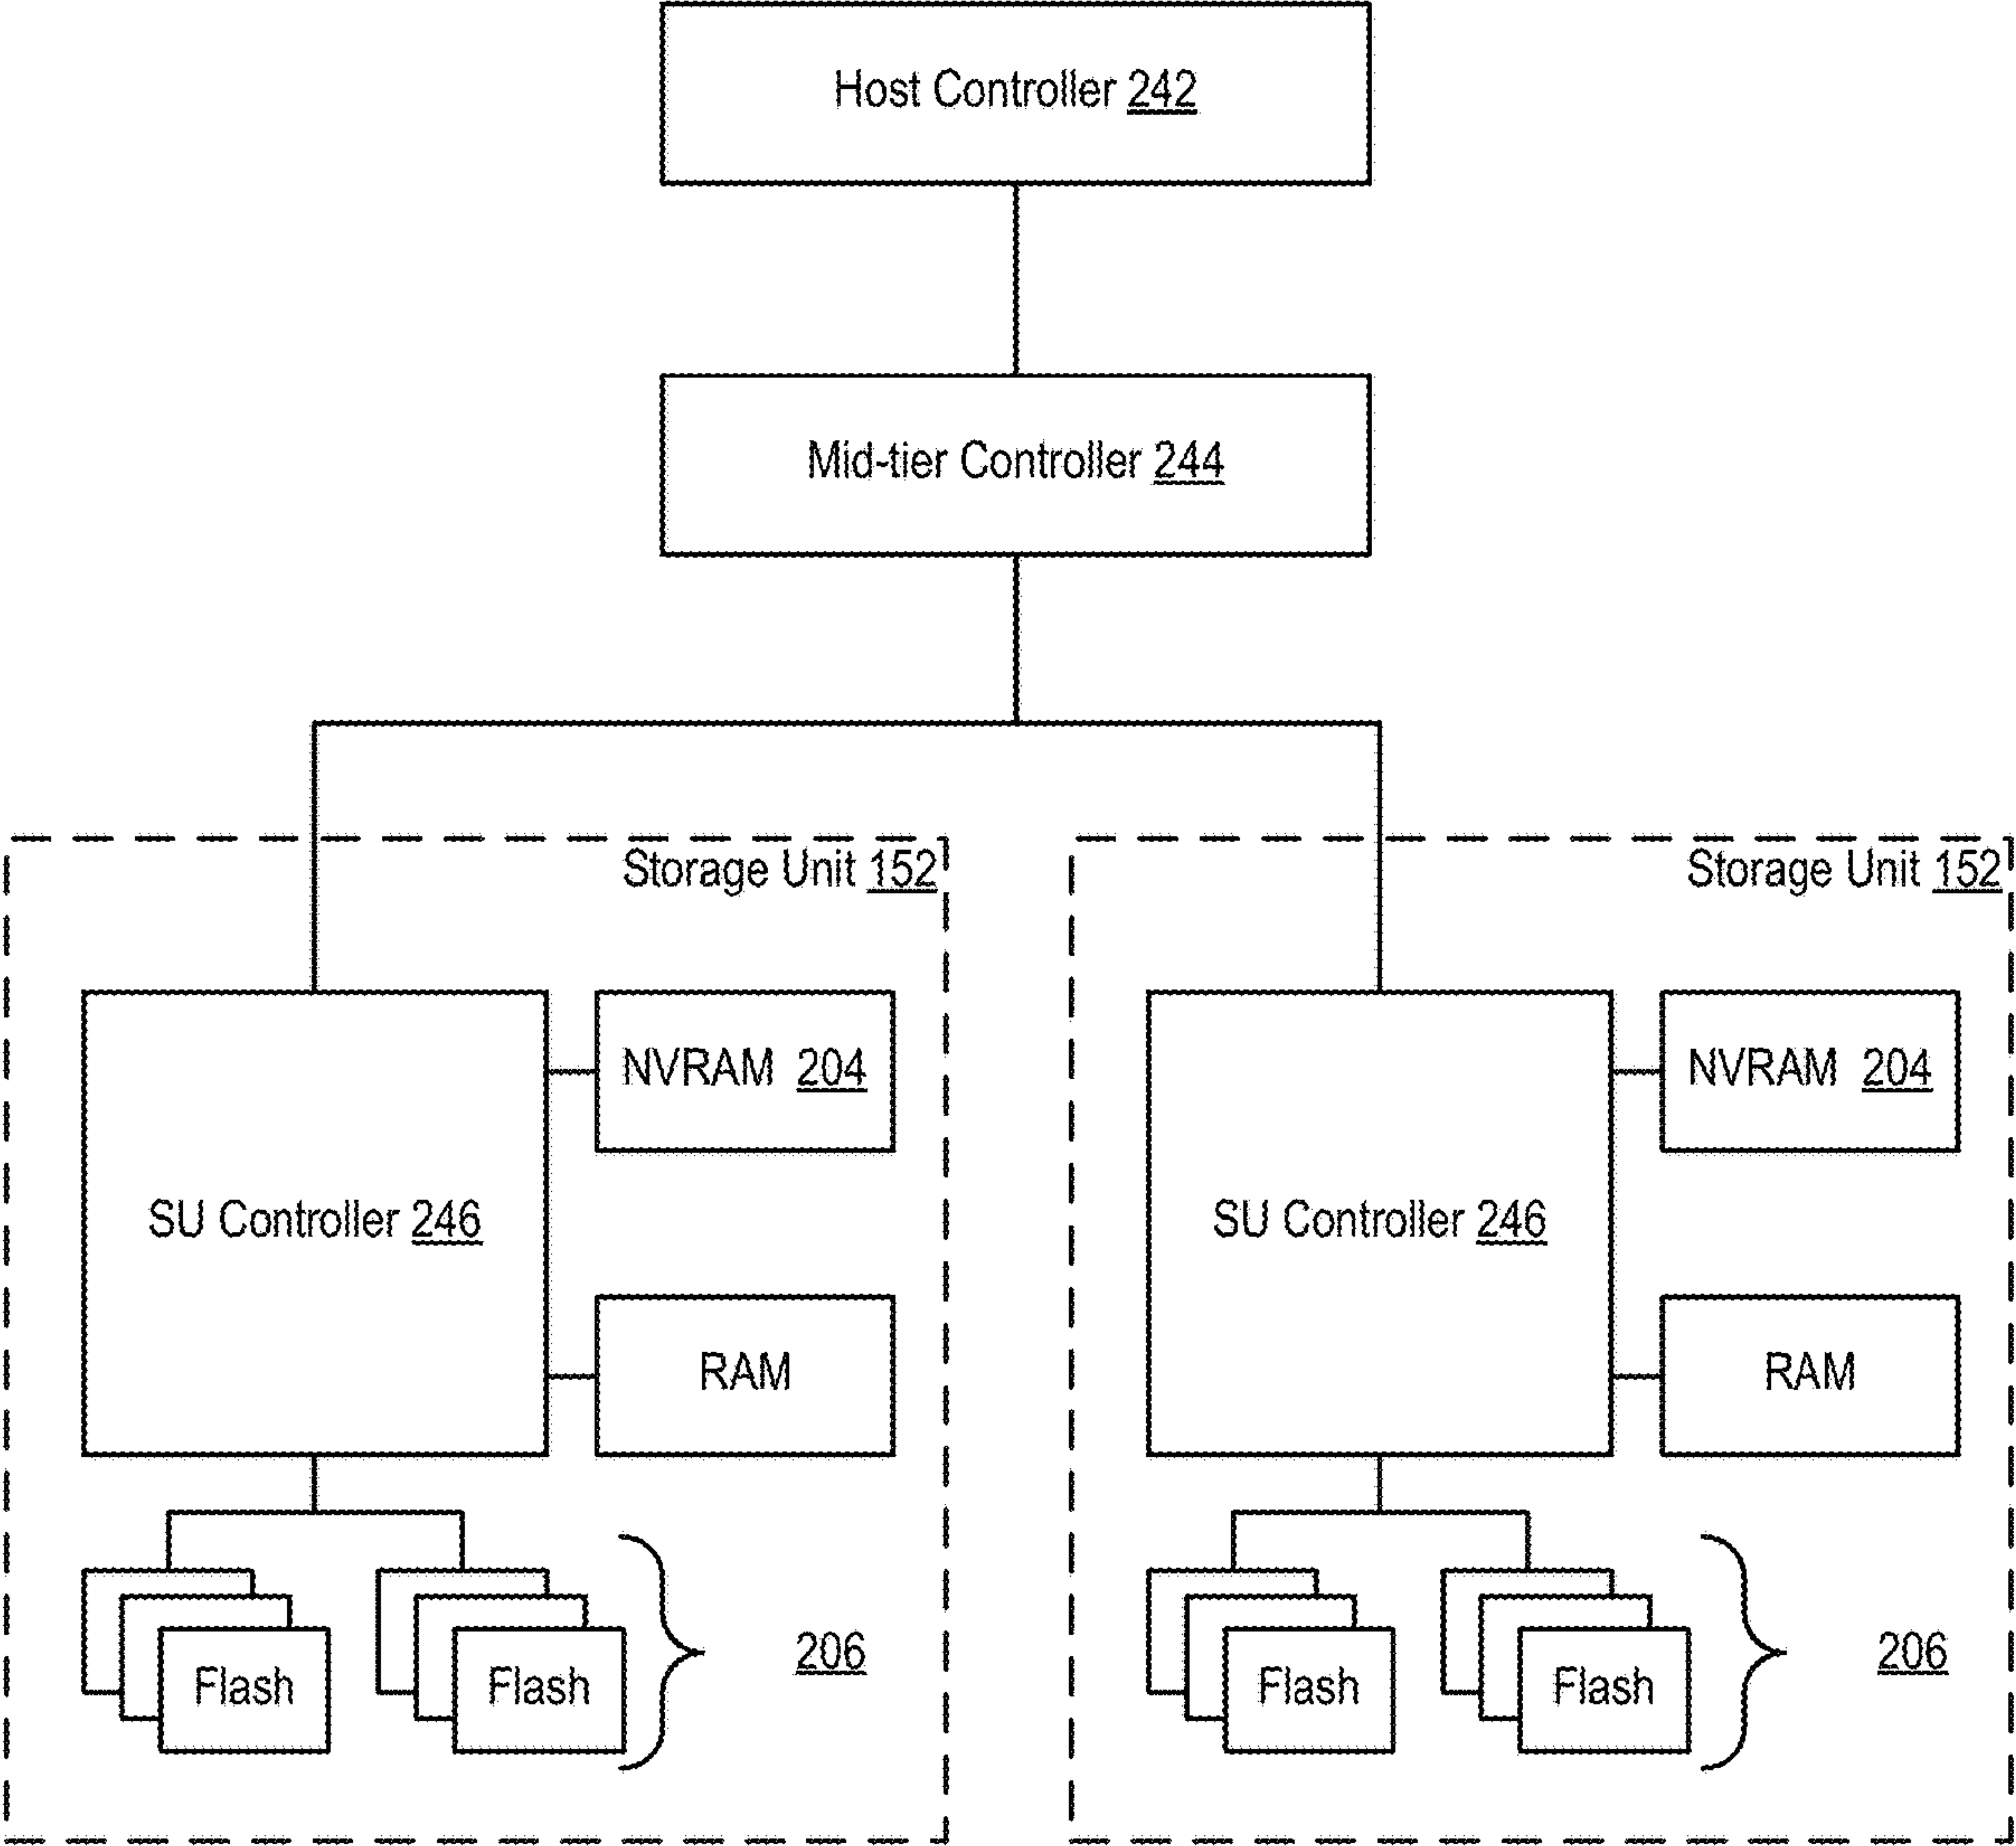 Host Controller 242
Mid-tier Controller 244
Storage Unit 152
SU Controller 246
NVRAM 204
RAM
Flash
Flash
206
Storage Unit 152
SU Controller 246
NVRAM 204
RAM
Flash
Flash
206